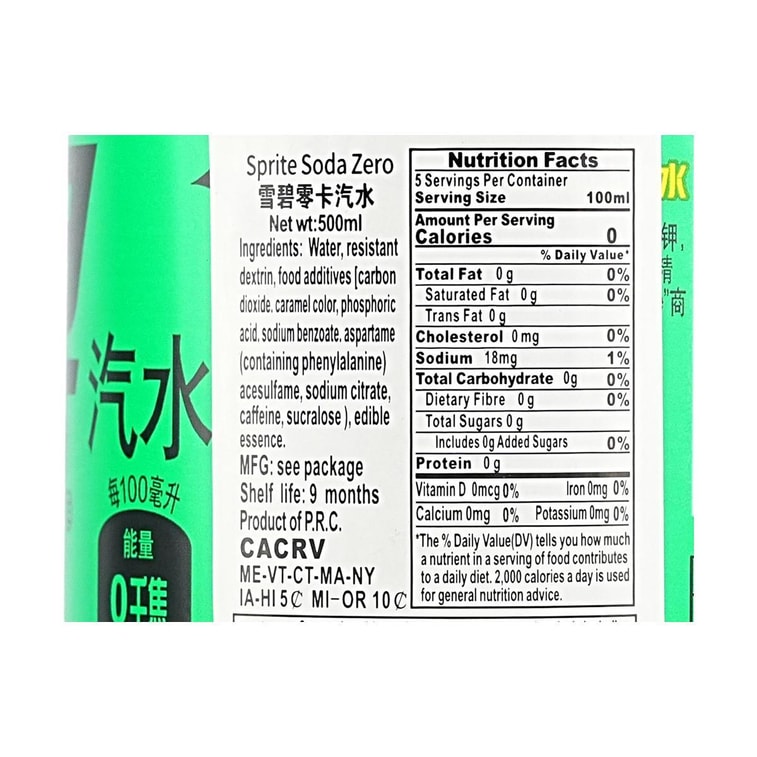 Sprite Soda Zero
雪碧零卡汽水
Net wt:500ml
Ingredients: Water, resistant
dextrin, food additives [carbon
dioxide. caramel color, phosphoric
acid. sodium benzoate. aspartame
(containing phenylalanine)
acesulfame, sodium citrate,
caffeine, sucralose ), edible
essence.
MFG: see package
Shelf life: 9 months
Product of P.R.C.
CACRV
ME-VT-CT-MA-NY
IA-HI 5₵ MI-OR 10₵
Nutrition Facts
5 Servings Per Container
Serving Size 100ml
Amount Per Serving
Calories 0
% Daily Value*
Total Fat 0g 0%
Saturated Fat 0g 0%
Trans Fat 0g
Cholesterol 0mg 0%
Sodium 18mg 1%
Total Carbohydrate 0g 0%
Dietary Fibre 0g 0%
Total Sugars 0g
Includes 0g Added Sugars 0%
Protein 0g
Vitamin D 0mcg 0% Iron 0mg 0%
Calcium 0mg 0% Potassium 0mg 0%
*The % Daily Value(DV) tells you how much
a nutrient in a serving of food contributes
to a daily diet. 2,000 calories a day is used
for general nutrition advice.
汽水
每100毫升
能量
0千焦
水
钾,
精
"商